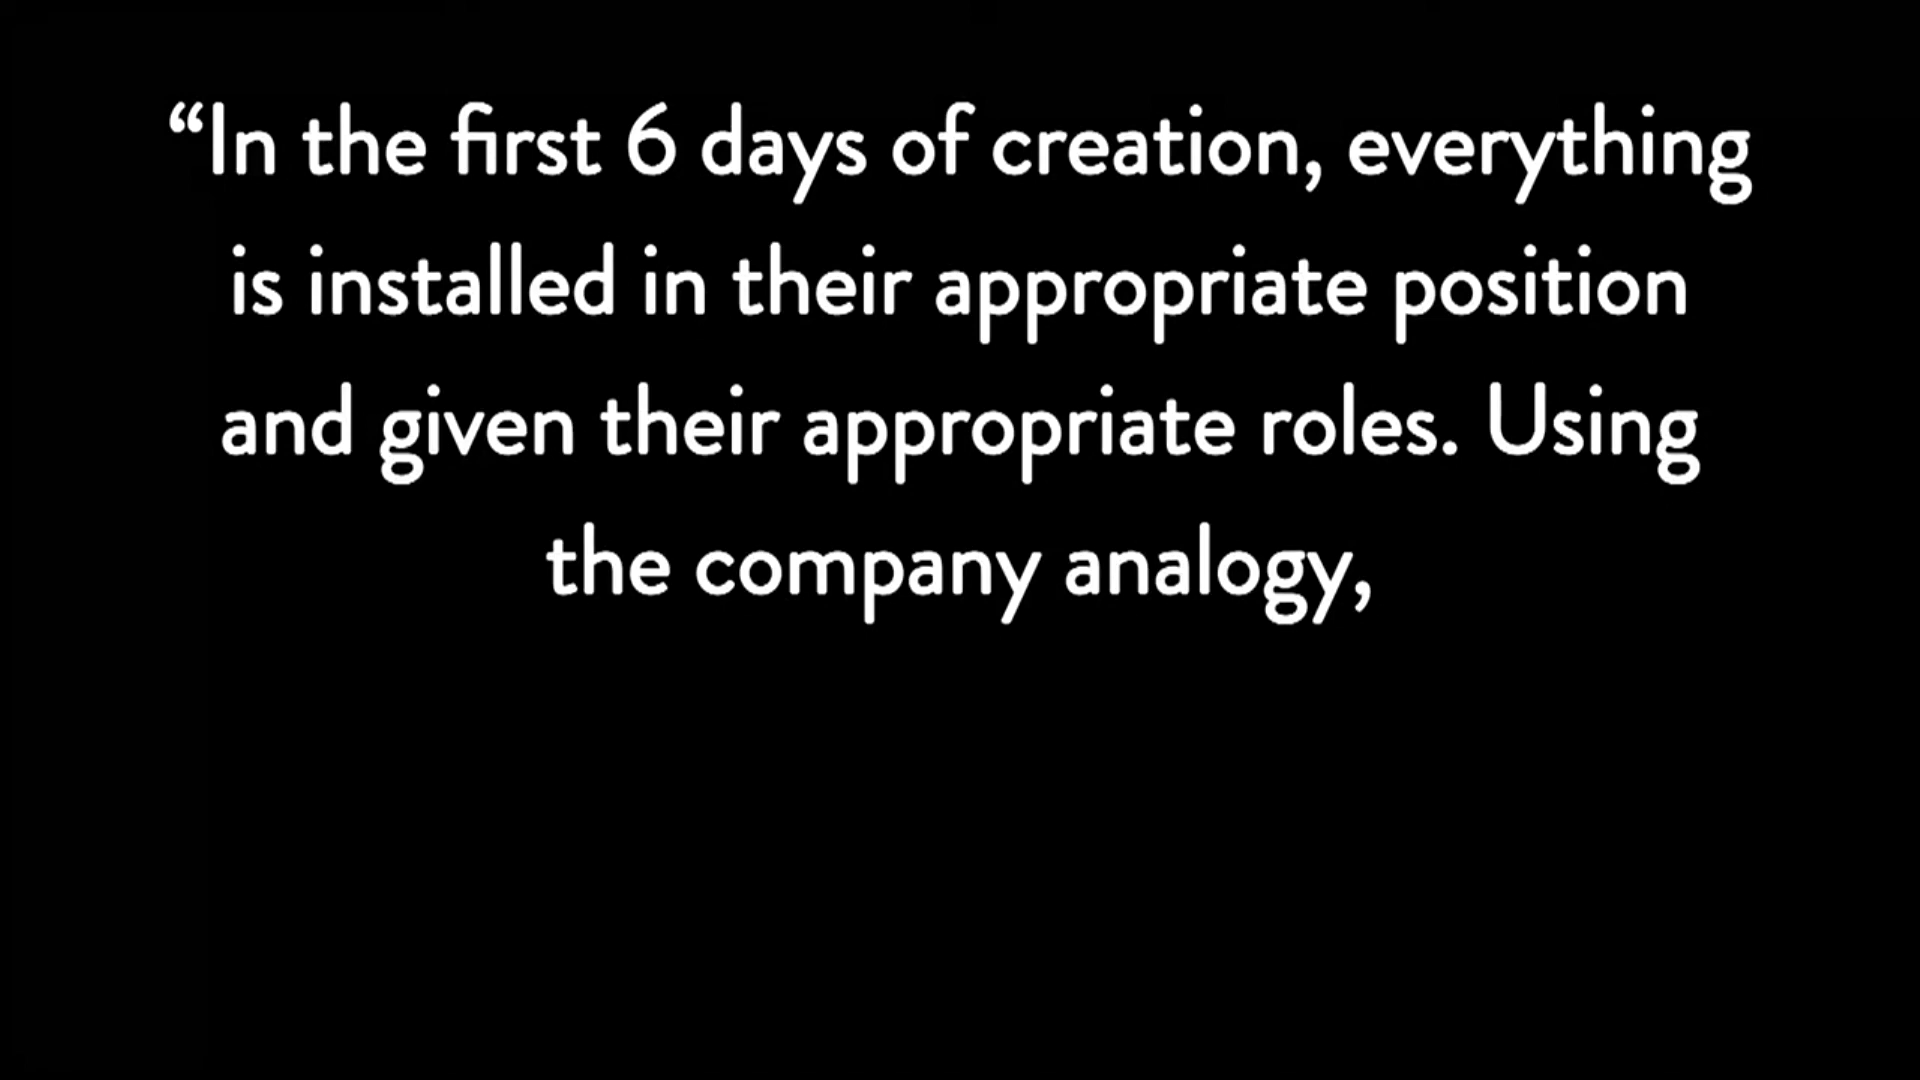 “In the first 6 days of creation, everything
is installed in their appropriate position
and given their appropriate roles. Using
the company analogy,